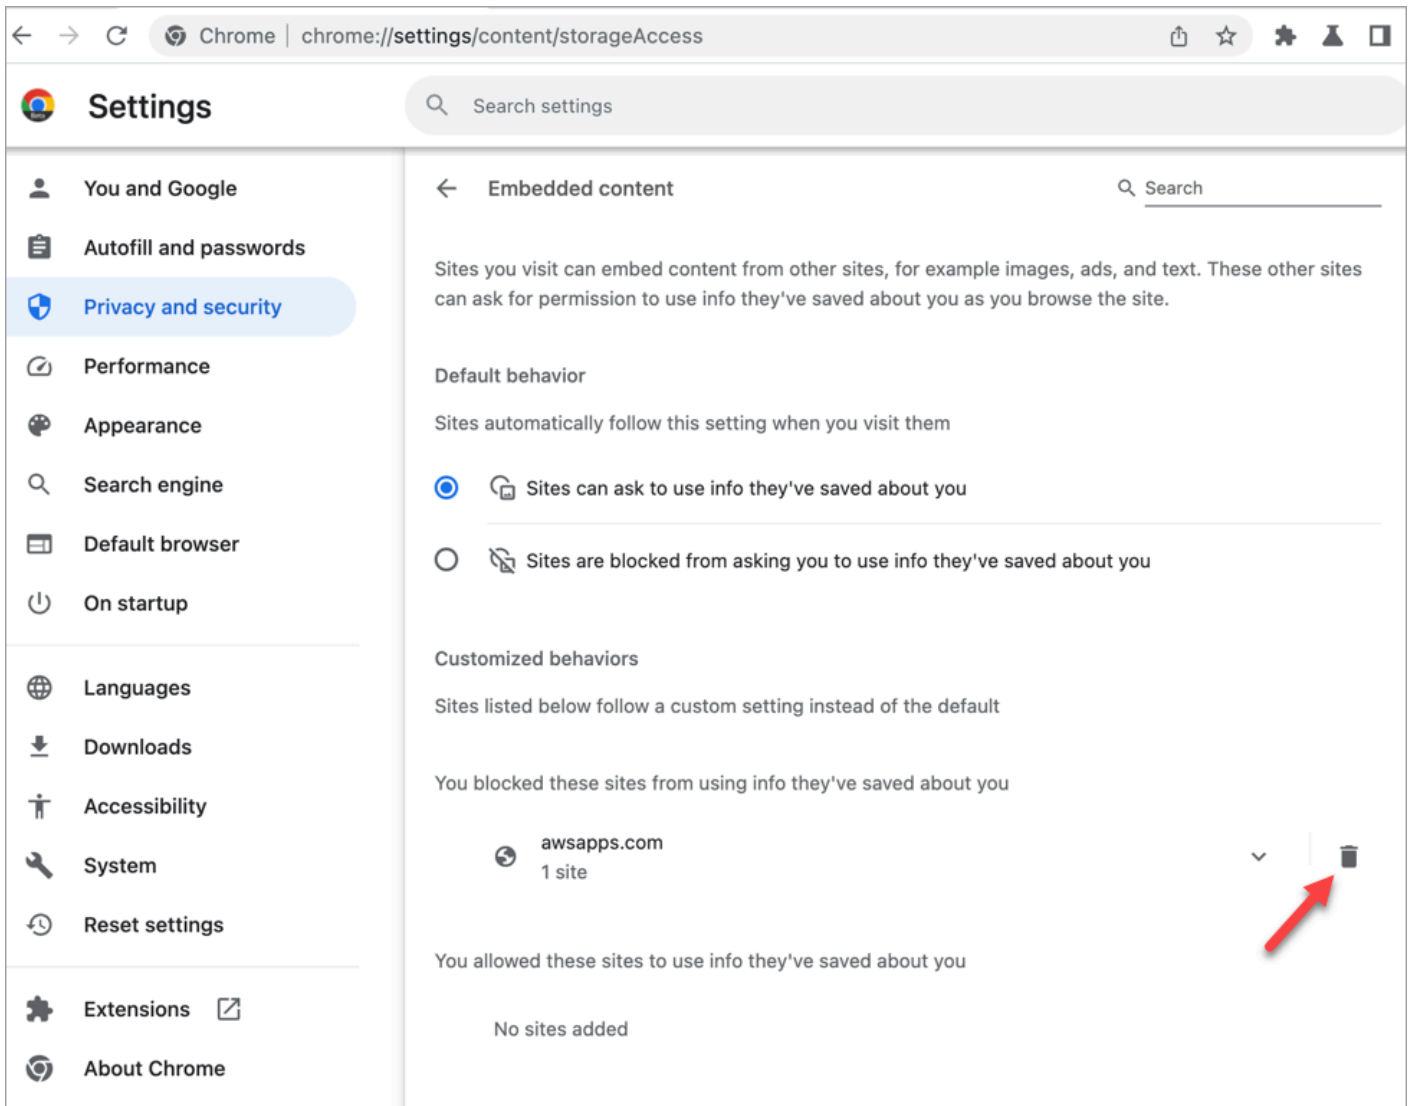 Chrome | chrome://settings/content/storageAccess
Settings
Search settings
You and Google
Autofill and passwords
Privacy and security
Performance
Appearance
Search engine
Default browser
On startup
Languages
Downloads
Accessibility
System
Reset settings
Extensions
About Chrome
Embedded content
Search
Sites you visit can embed content from other sites, for example images, ads, and text. These other sites
can ask for permission to use info they've saved about you as you browse the site.
Default behavior
Sites automatically follow this setting when you visit them
Sites can ask to use info they've saved about you
Sites are blocked from asking you to use info they've saved about you
Customized behaviors
Sites listed below follow a custom setting instead of the default
You blocked these sites from using info they've saved about you
awsapps.com
1 site
You allowed these sites to use info they've saved about you
No sites added